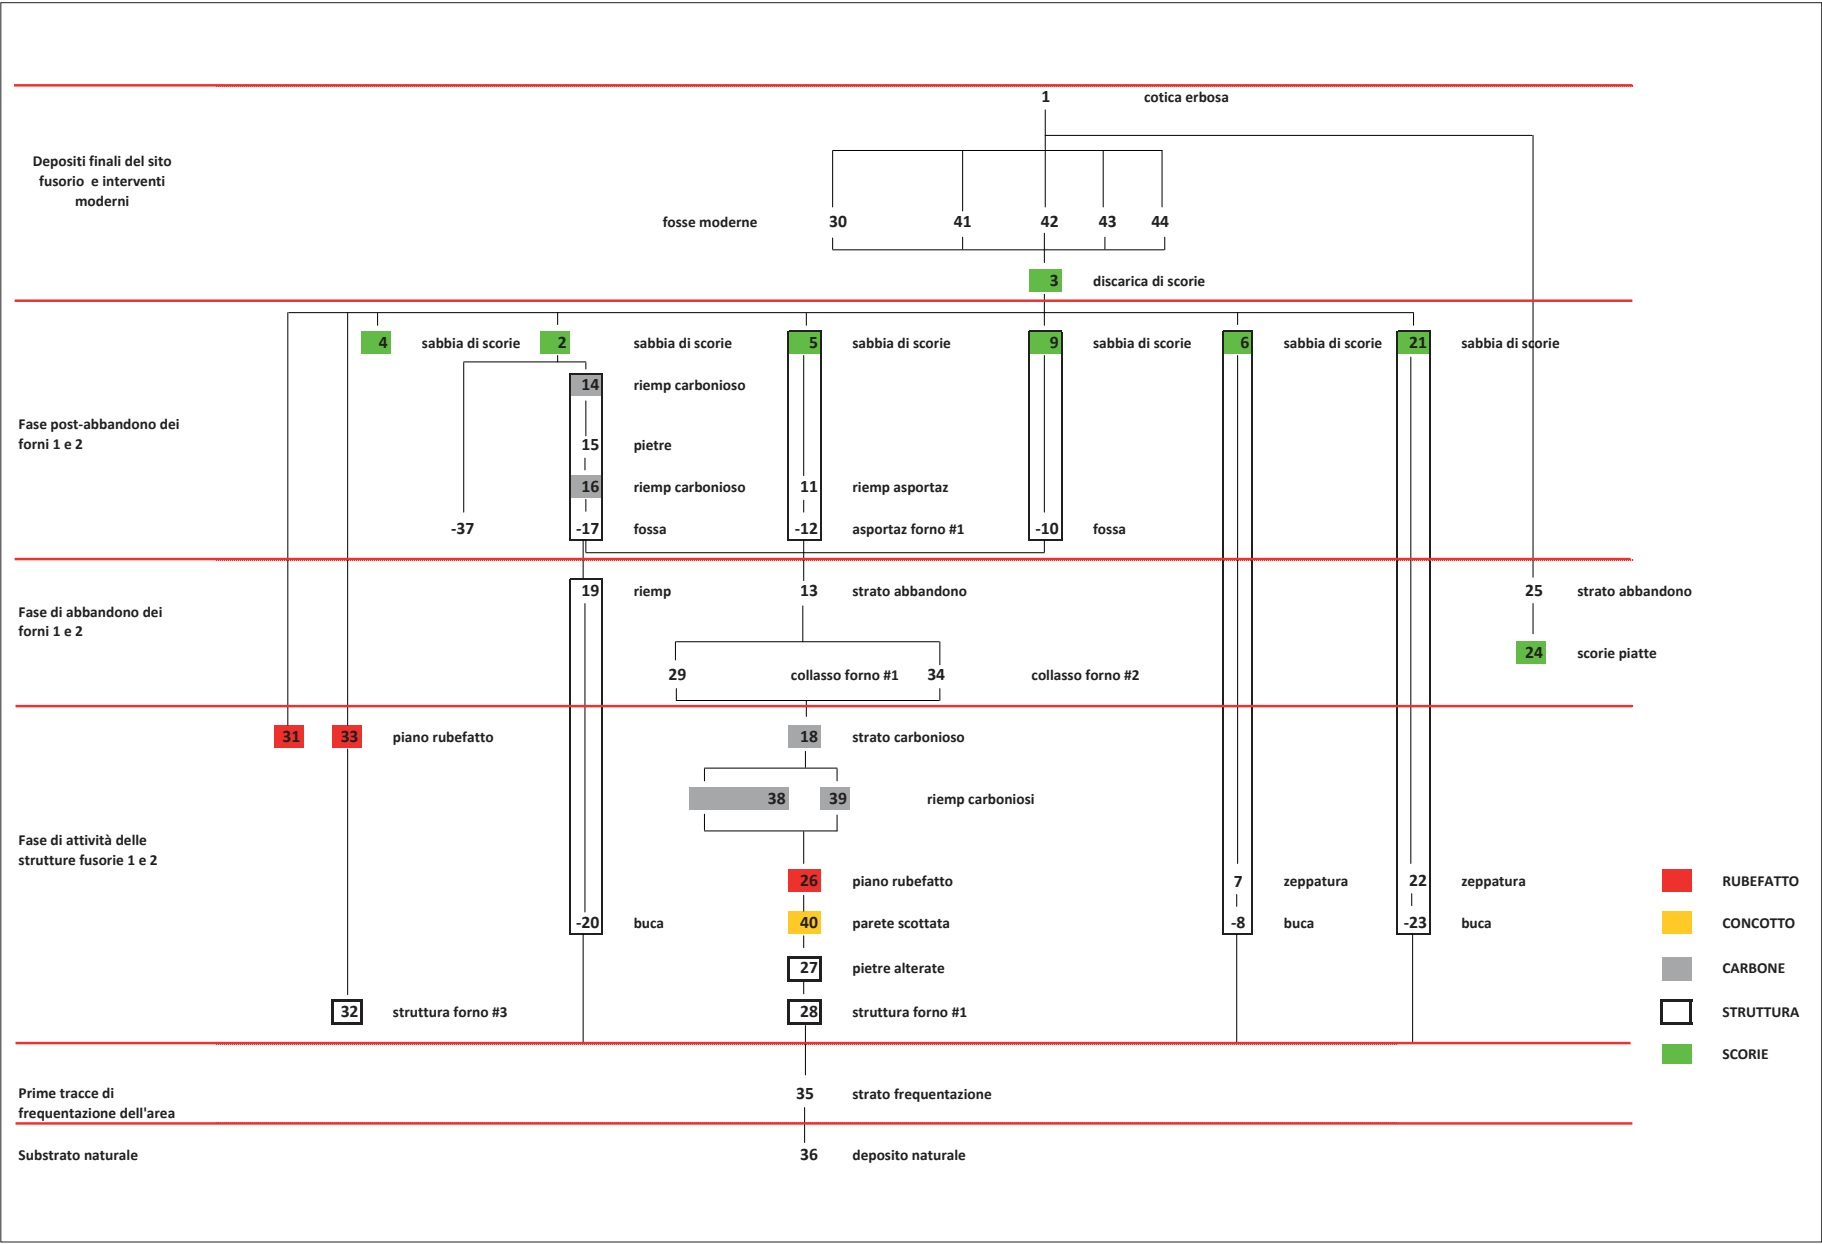 1 cotica erbosa
Depositi finali del sito
fusorio e interventi
moderni
fosse moderne 30 41 42 43 44
3 discarica di scorie
4 sabbia di scorie 2 sabbia di scorie 5 sabbia di scorie 9 sabbia di scorie 6 sabbia di scorie 21 sabbia di scorie
14 riemp carbonioso
Fase post-abbandono dei
forni 1 e 2
15 pietre
16 riemp carbonioso 11 riemp asportaz
-37 -17 fossa -12 asportaz forno #1 -10 fossa
19 riemp 13 strato abbandono 25 strato abbandono
Fase di abbandono dei
forni 1 e 2
24 scorie piatte
29 collasso forno #1 34 collasso forno #2
31 33 piano rubefatto 18 strato carbonioso
38 39 riemp carboniosi
Fase di attività delle
strutture fusorie 1 e 2
26 piano rubefatto 7 zeppatura 22 zeppatura RUBEFATTO
-20 buca 40 parete scottata -8 buca -23 buca CONCOTTO
27 pietre alterate CARBONE
32 struttura forno #3 28 struttura forno #1 STRUTTURA
SCORIE
Prime tracce di
frequentazione dell'area
35 strato frequentazione
Substrato naturale 36 deposito naturale